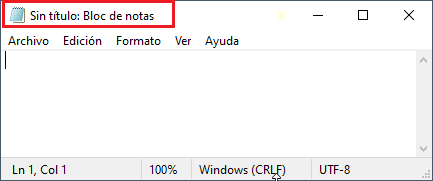 Sin título: Bloc de notas
Archivo Edición Formato Ver Ayuda
Ln 1, Col 1 100% Windows (CRLF) UTF-8